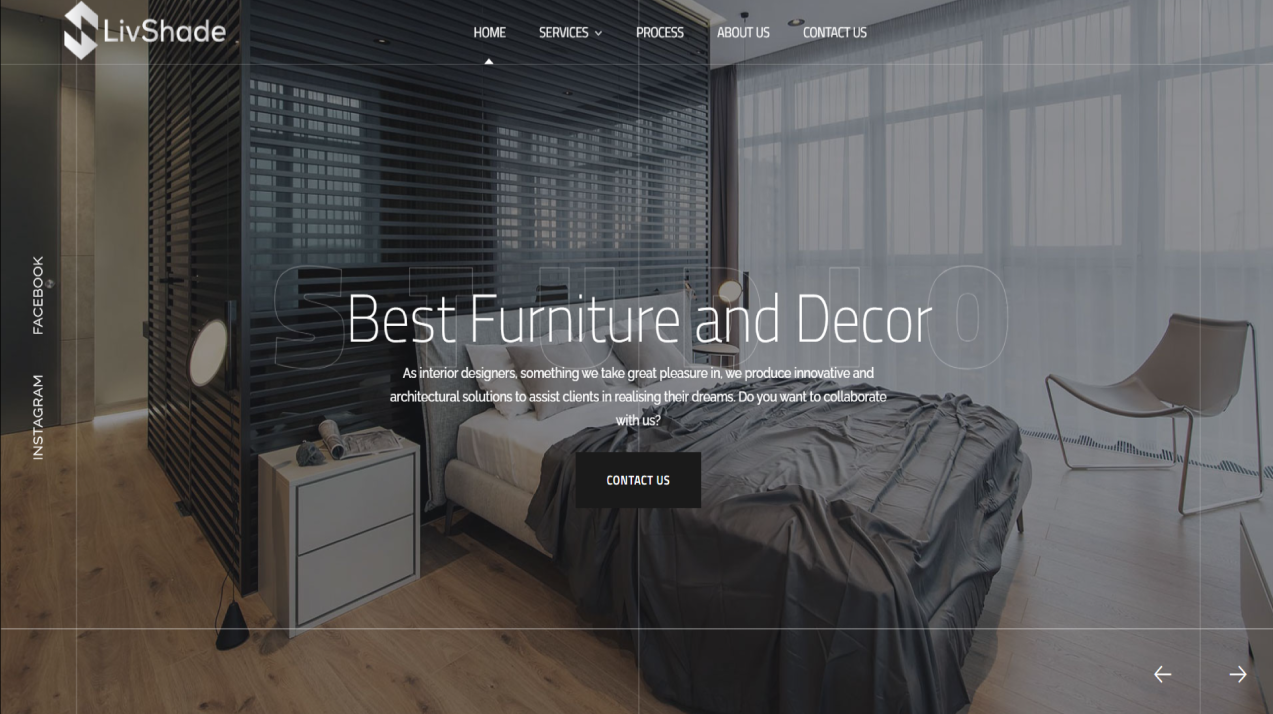 LivShade
HOME
SERVICES
PROCESS
ABOUT US
CONTACT US
FACEBOOK
INSTAGRAM
STUDIO
Best Furniture and Decor
As interior designers, something we take great pleasure in, we produce innovative and
architectural solutions to assist clients in realising their dreams. Do you want to collaborate
with us?
CONTACT US